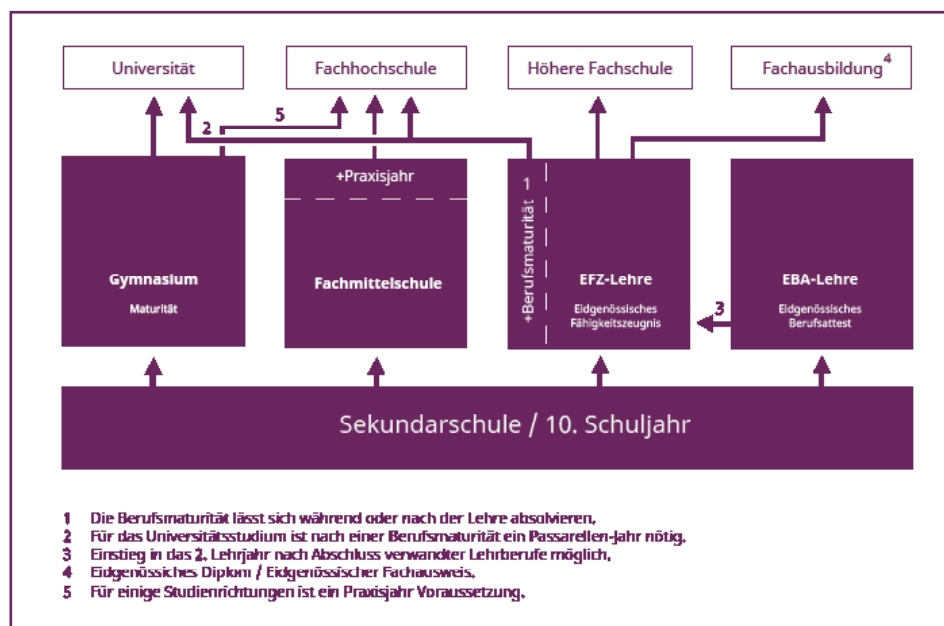 Universität
Fachhochschule
Höhere Fachschule
Fachausbildung 4
2
5
+Praxisjahr
+Berufsmaturität 1
Gymnasium
Maturität
Fachmittelschule
EFZ-Lehre
Eidgenössisches
Fähigkeitszeugnis
3
EBA-Lehre
Eidgenössisches
Berufsattest
Sekundarschule / 10. Schuljahr
1 Die Berufsmaturität lässt sich während oder nach der Lehre absolvieren.
2 Für das Universitätsstudium ist nach einer Berufsmaturität ein Passarellen-Jahr nötig.
3 Einstieg in das 2. Lehrjahr nach Abschluss verwandter Lehrberufe möglich.
4 Eidgenössiches Diplom / Eidgenössischer Fachausweis.
5 Für einige Studienrichtungen ist ein Praxisjahr Voraussetzung.